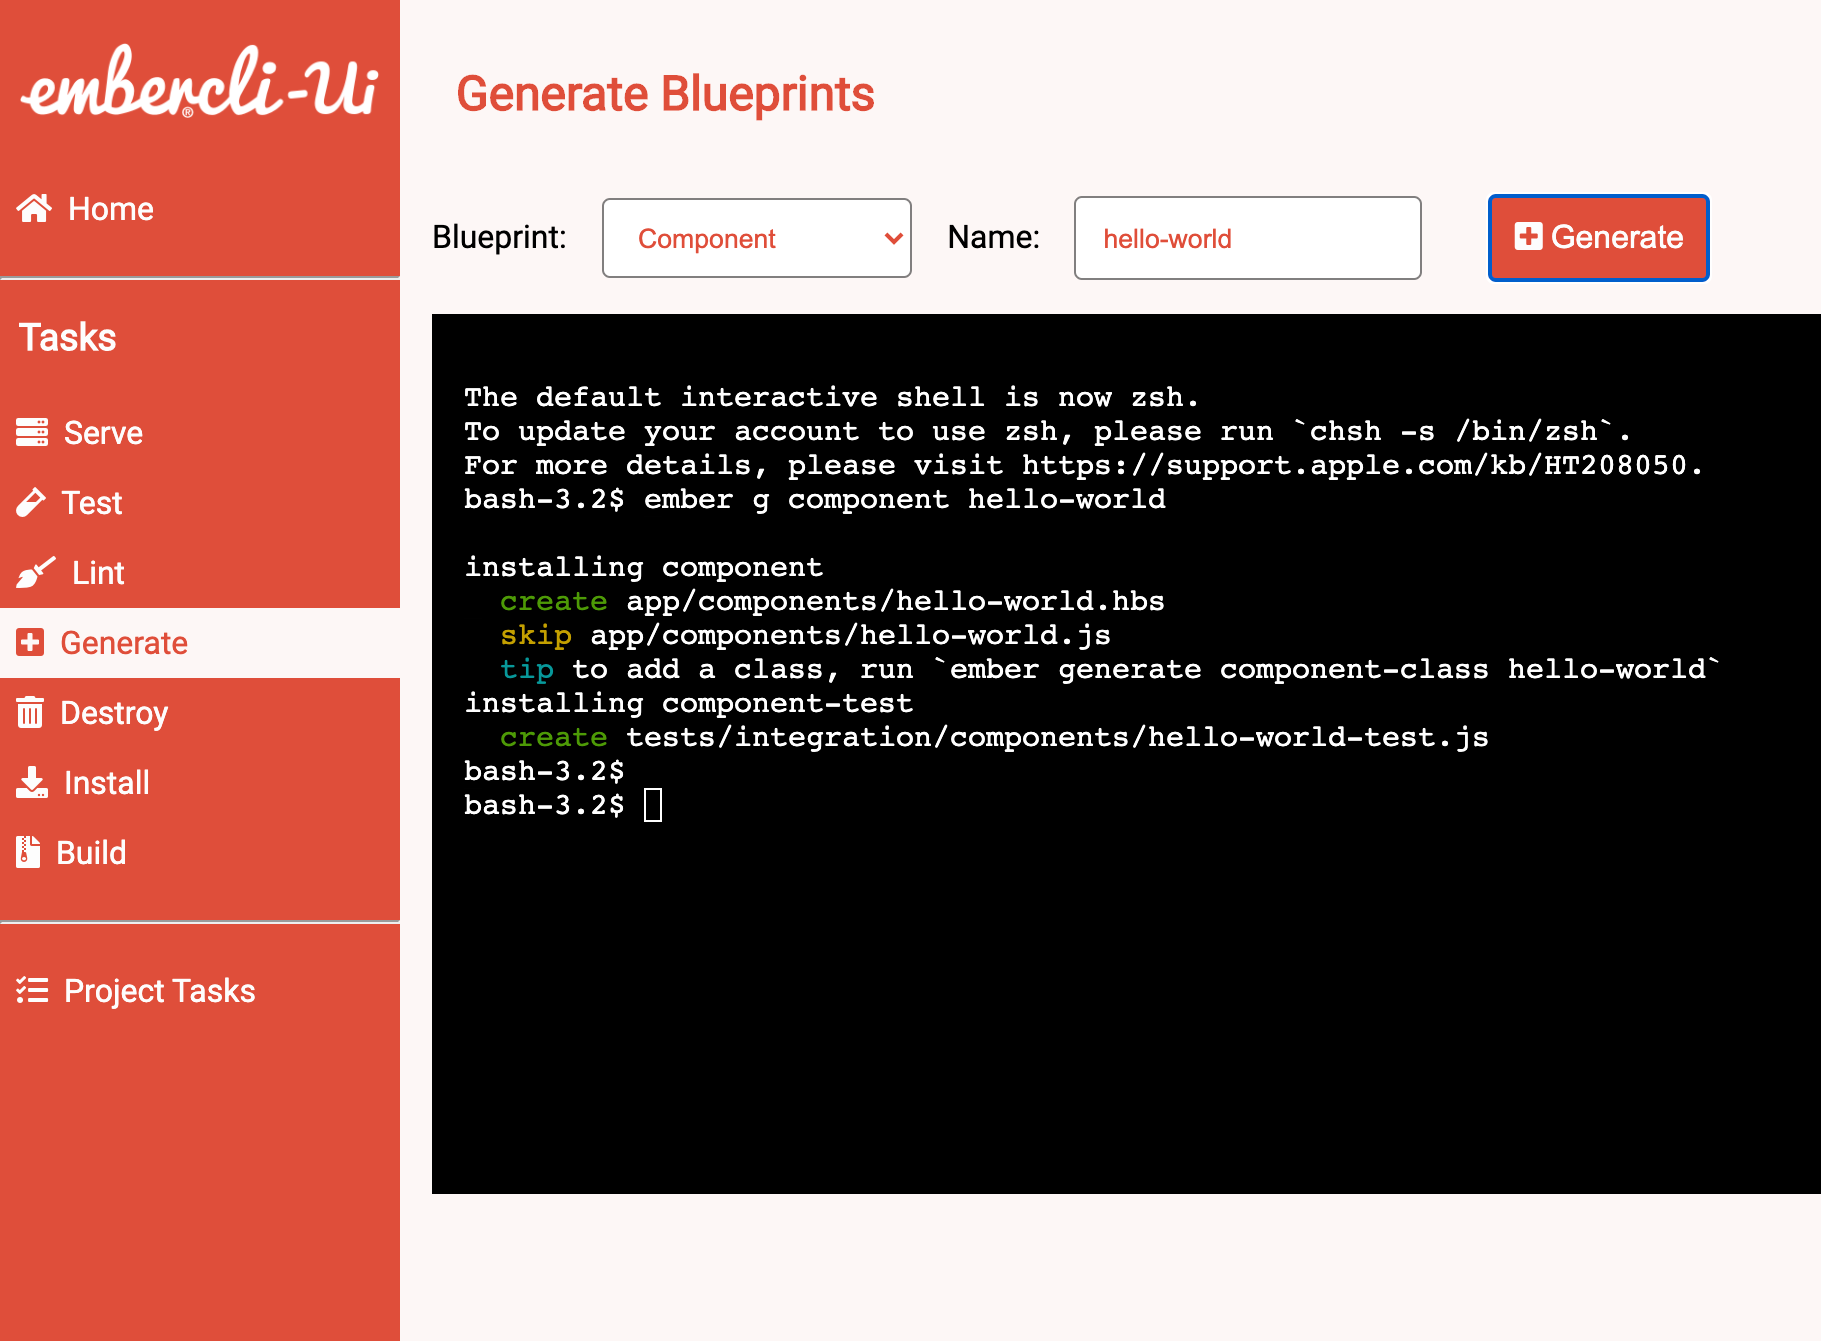 embercli-Ui
®
Home
Tasks
Serve
Test
Lint
Generate
Destroy
Install
Build
Project Tasks
Generate Blueprints
Blueprint: Component Name: hello-world Generate
The default interactive shell is now zsh.
To update your account to use zsh, please run `chsh -s /bin/zsh`.
For more details, please visit https://support.apple.com/kb/HT208050.
bash-3.2$ ember g component hello-world
installing component
create app/components/hello-world.hbs
skip app/components/hello-world.js
tip to add a class, run `ember generate component-class hello-world`
installing component-test
create tests/integration/components/hello-world-test.js
bash-3.2$
bash-3.2$